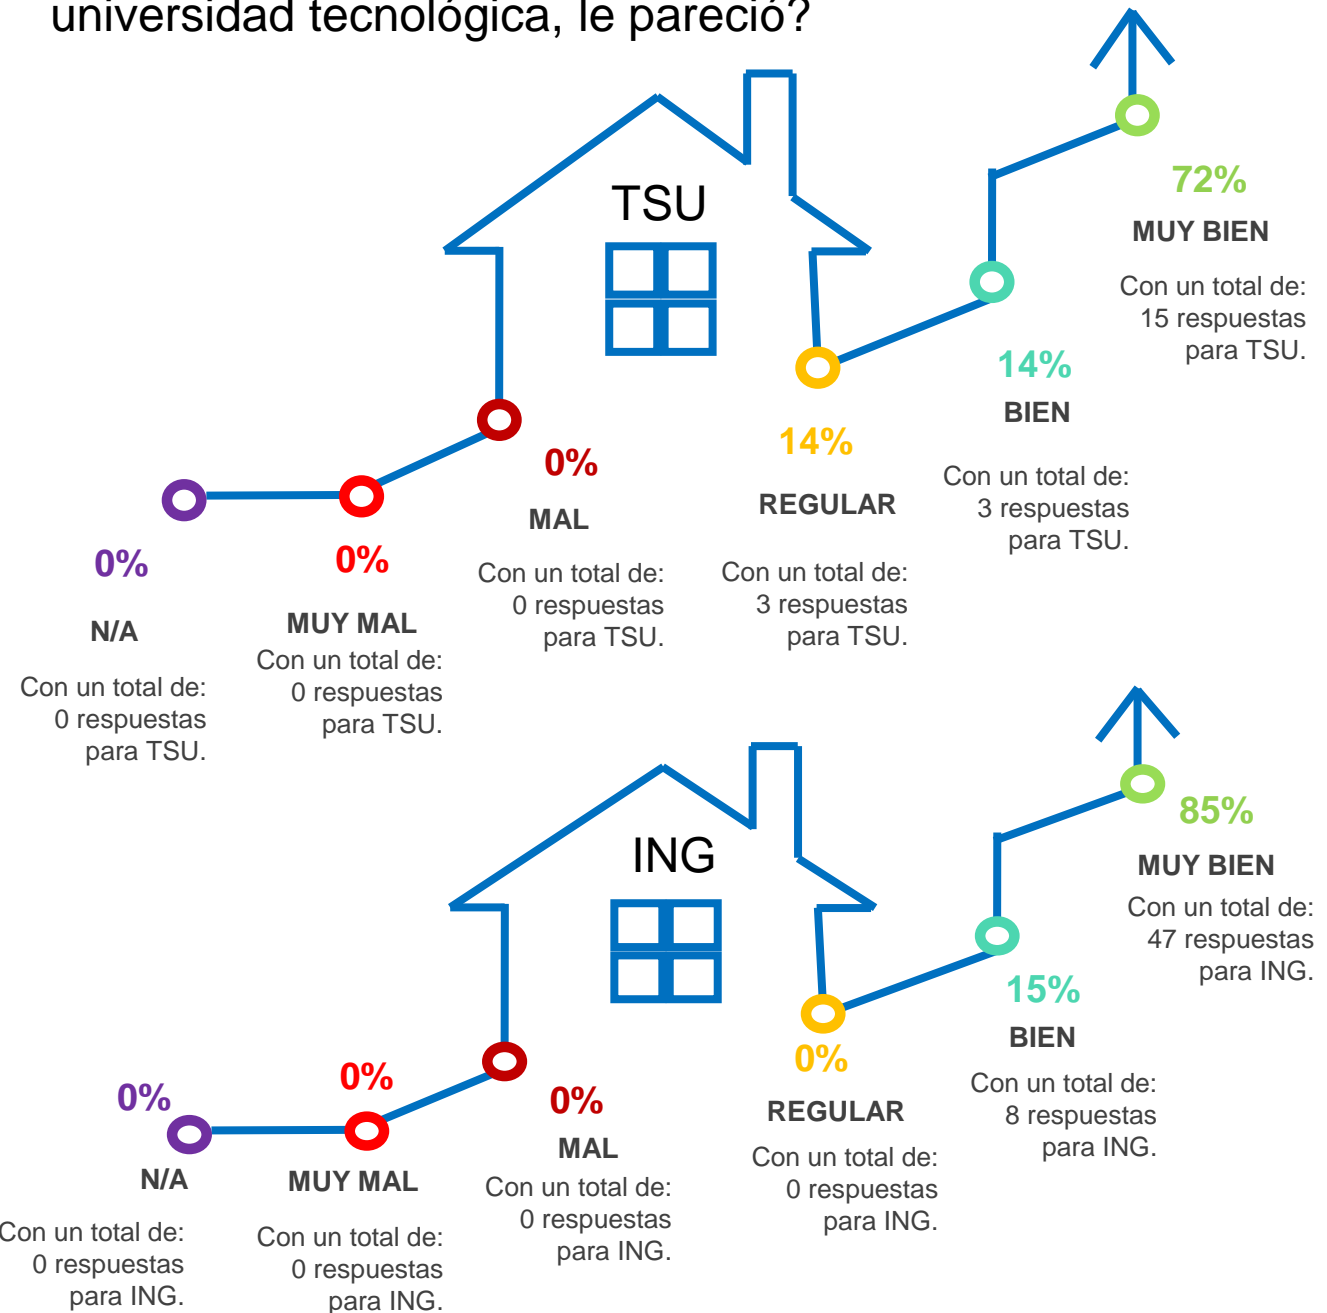 universidad tecnológica, le pareció?
TSU
72%
MUY BIEN
Con un total de:
15 respuestas
para TSU.
14%
BIEN
Con un total de:
3 respuestas
para TSU.
14%
REGULAR
Con un total de:
3 respuestas
para TSU.
0%
MAL
Con un total de:
0 respuestas
para TSU.
0%
MUY MAL
Con un total de:
0 respuestas
para TSU.
0%
N/A
Con un total de:
0 respuestas
para TSU.
ING
85%
MUY BIEN
Con un total de:
47 respuestas
para ING.
15%
BIEN
Con un total de:
8 respuestas
para ING.
0%
REGULAR
Con un total de:
0 respuestas
para ING.
0%
MAL
Con un total de:
0 respuestas
para ING.
0%
MUY MAL
Con un total de:
0 respuestas
para ING.
0%
N/A
Con un total de:
0 respuestas
para ING.